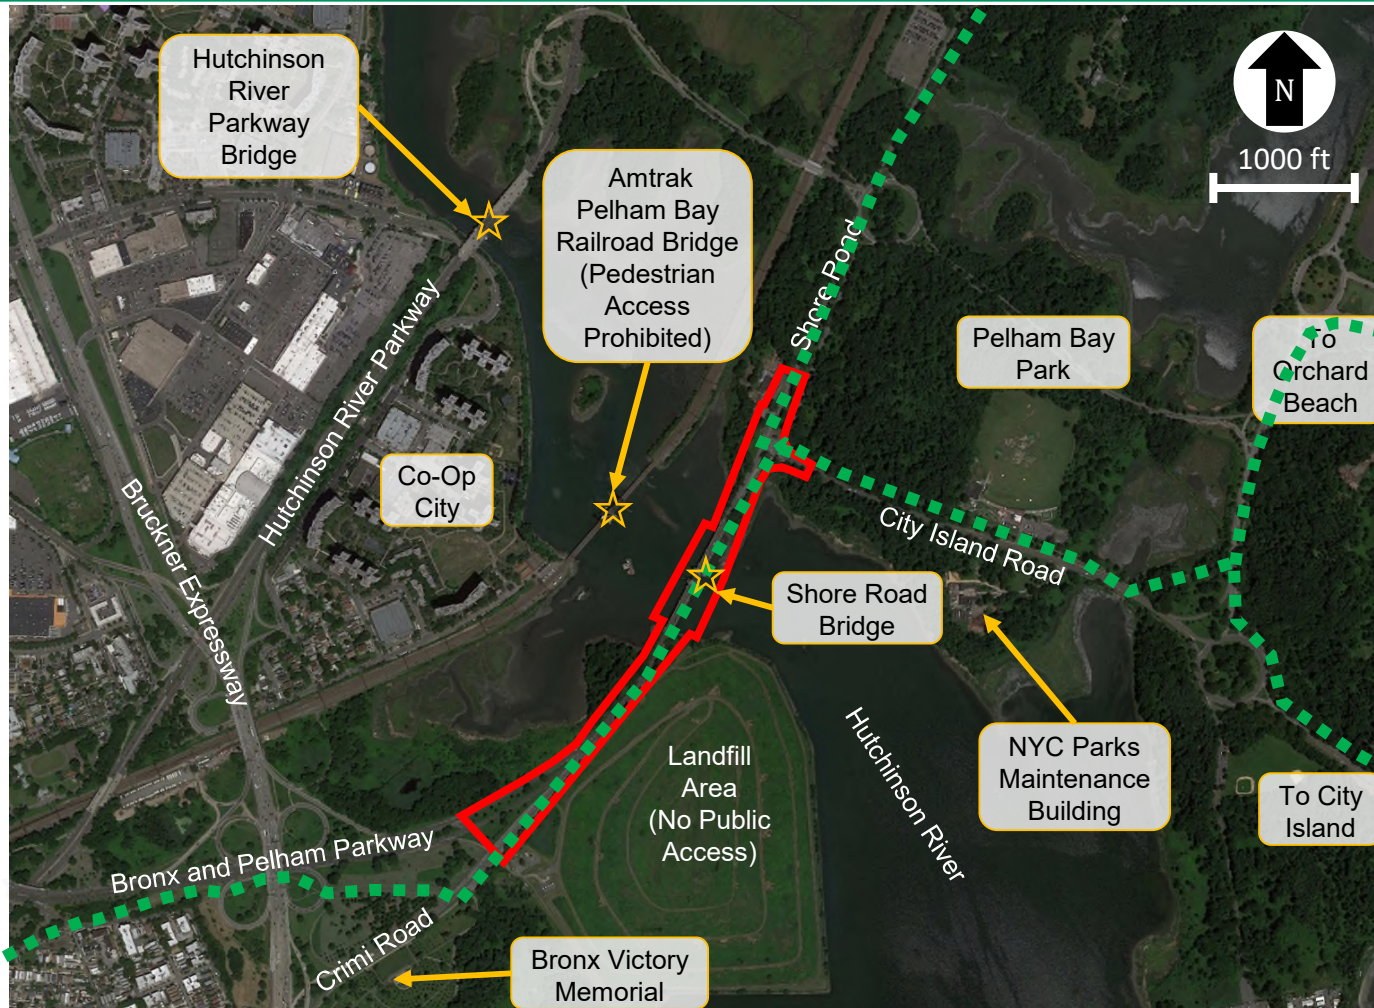 Hutchinson
River
Parkway
Bridge
Amtrak
Pelham Bay
Railroad Bridge
(Pedestrian
Access
Prohibited)
N
1000 ft
Shore Road
Pelham Bay
Park
To
Orchard
Beach
Hutchinson River Parkway
Co-Op
City
Bruckner Expressway
City Island Road
Shore Road
Bridge
NYC Parks
Maintenance
Building
Hutchinson River
Landfill
Area
(No Public
Access)
To City
Island
Bronx and Pelham Parkway
Crimi Road
Bronx Victory
Memorial